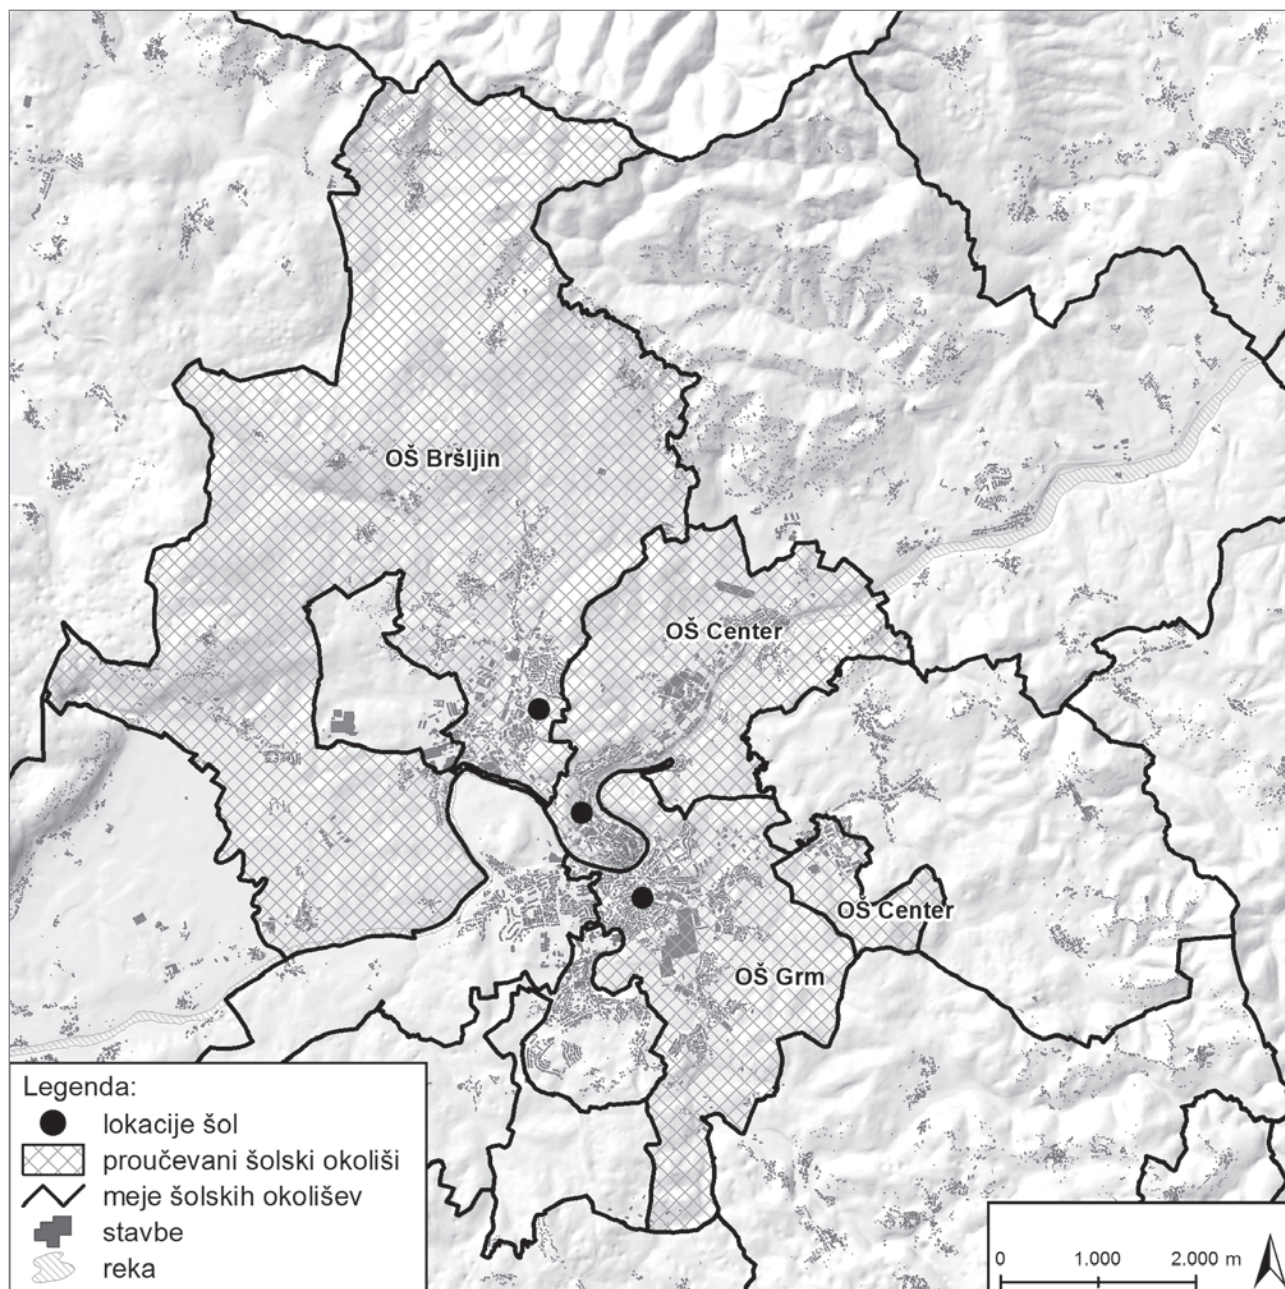 OŠ Bršljin
OŠ Center
OŠ Center
OŠ Grm
Legenda:
lokacije šol
proučevani šolski okoliši
meje šolskih okolišev
stavbe
reka
0 1.000 2.000 m